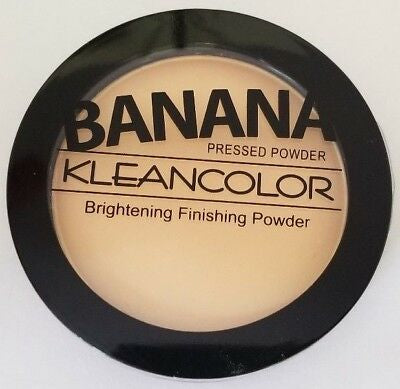 BANANA
PRESSED POWDER
KLEANCOLOR
Brightening Finishing Powder